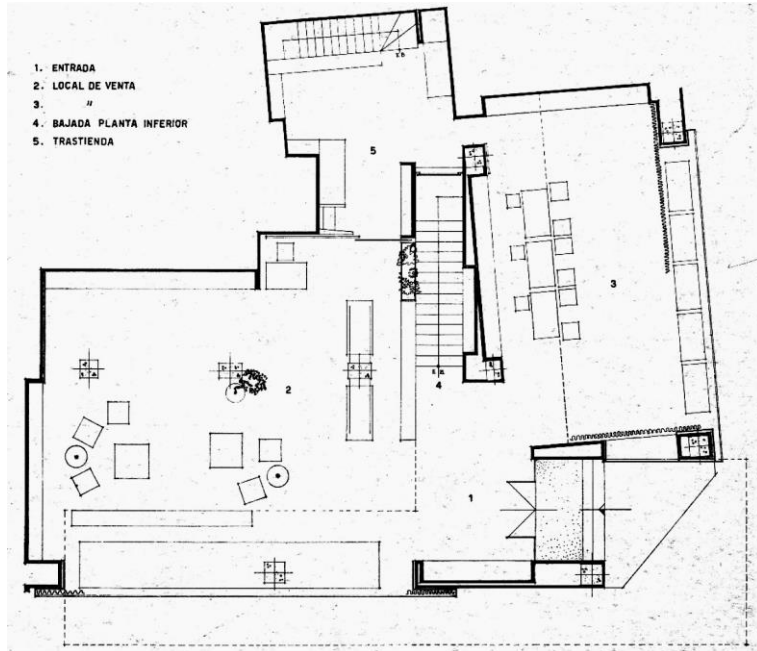 1. ENTRADA
2. LOCAL DE VENTA
3. "
4. BAJADA PLANTA INFERIOR
5. TRASTIENDA
5
3
2
4
1